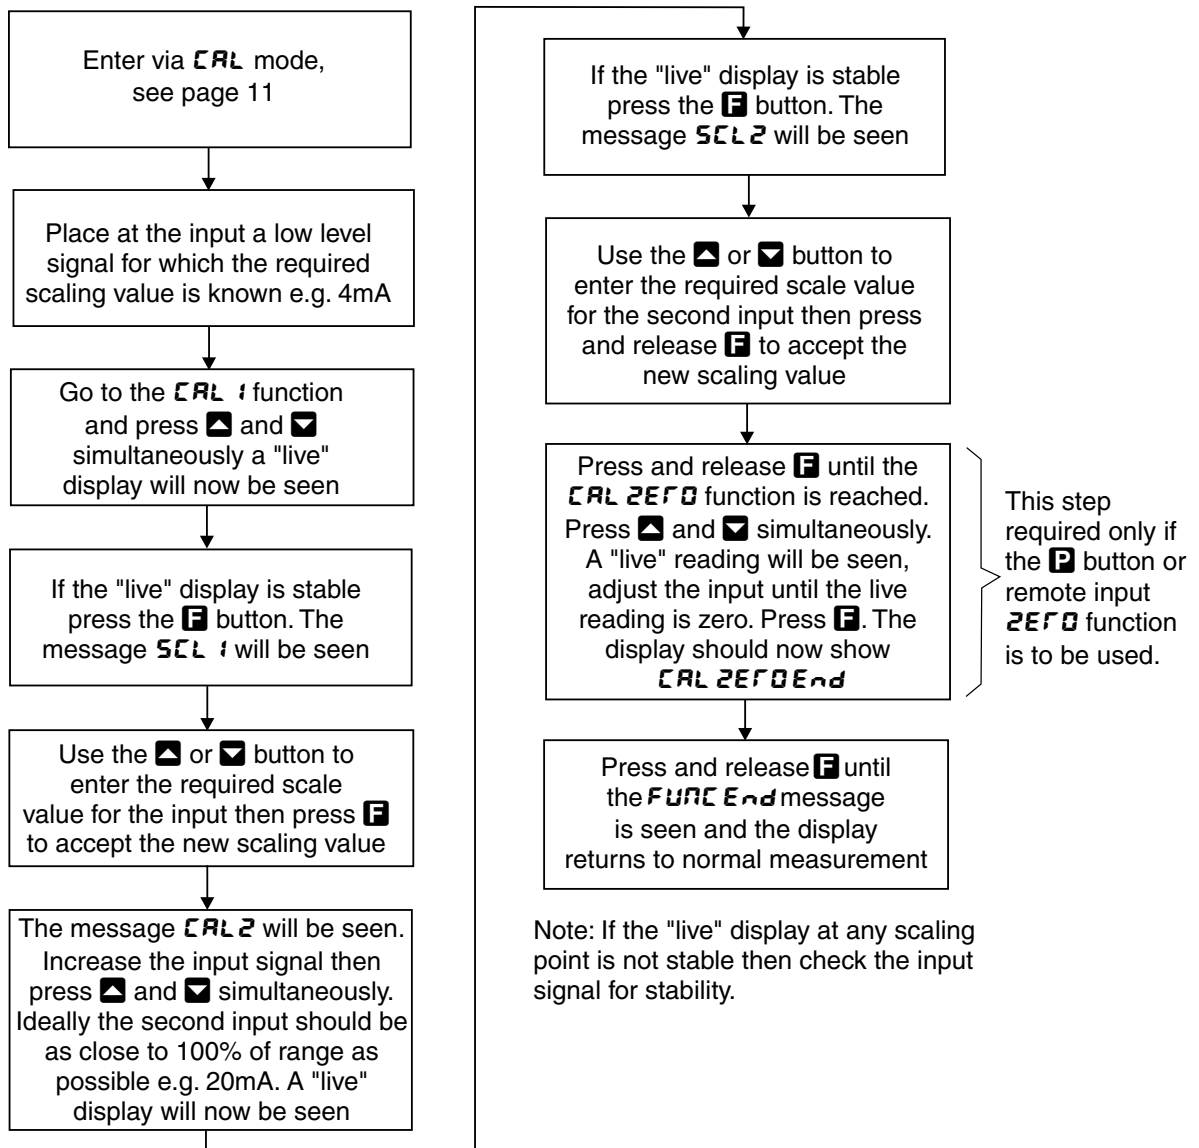 Enter via CAL mode,
see page 11
Place at the input a low level
signal for which the required
scaling value is known e.g. 4mA
Go to the CAL 1 function
and press ▲ and ▼
simultaneously a "live"
display will now be seen
If the "live" display is stable
press the F button. The
message SCL 1 will be seen
Use the ▲ or ▼ button to
enter the required scale
value for the input then press F
to accept the new scaling value
The message CAL2 will be seen.
Increase the input signal then
press ▲ and ▼ simultaneously.
Ideally the second input should be
as close to 100% of range as
possible e.g. 20mA. A "live"
display will now be seen
If the "live" display is stable
press the F button. The
message SCL2 will be seen
Use the ▲ or ▼ button to
enter the required scale value
for the second input then press
and release F to accept the
new scaling value
Press and release F until the
CAL ZERO function is reached.
Press ▲ and ▼ simultaneously.
A "live" reading will be seen,
adjust the input until the live
reading is zero. Press F. The
display should now show
CAL ZERO End
This step
required only if
the P button or
remote input
ZERO function
is to be used.
Press and release F until
the FUNC End message
is seen and the display
returns to normal measurement
Note: If the "live" display at any scaling
point is not stable then check the input
signal for stability.